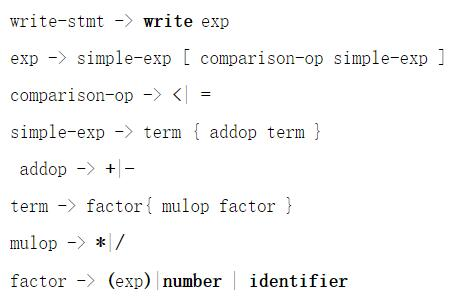 write-stmt -> write exp
exp -> simple-exp [ comparison-op simple-exp ]
comparison-op -> <| =
simple-exp -> term { addop term }
addop -> +|-
term -> factor{ mulop factor }
mulop -> *|/
factor -> (exp)|number | identifier